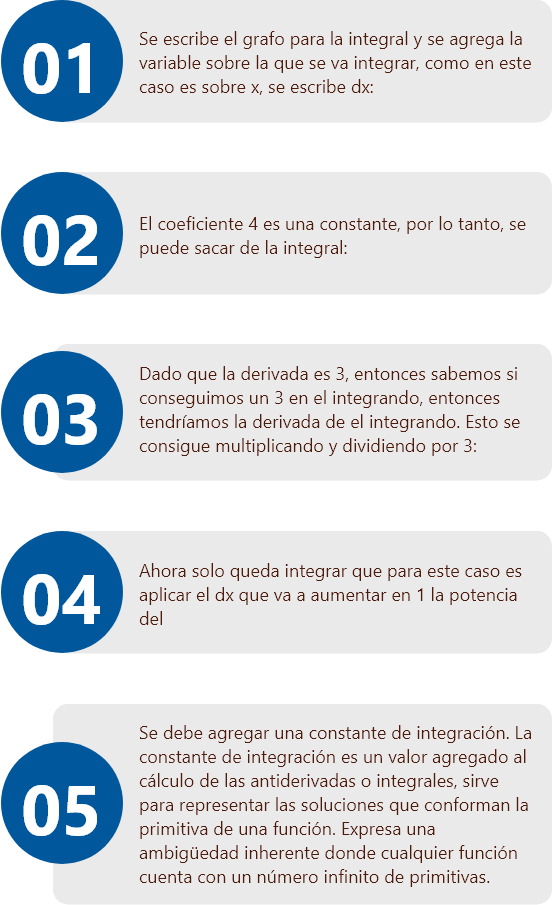 01
Se escribe el grafo para la integral y se agrega la
variable sobre la que se va integrar, como en este
caso es sobre x, se escribe dx:
02
El coeficiente 4 es una constante, por lo tanto, se
puede sacar de la integral:
03
Dado que la derivada es 3, entonces sabemos si
conseguimos un 3 en el integrando, entonces
tendríamos la derivada de el integrando. Esto se
consigue multiplicando y dividiendo por 3:
04
Ahora solo queda integrar que para este caso es
aplicar el dx que va a aumentar en 1 la potencia
del
05
Se debe agregar una constante de integración. La
constante de integración es un valor agregado al
cálculo de las antiderivadas o integrales, sirve
para representar las soluciones que conforman la
primitiva de una función. Expresa una
ambigüedad inherente donde cualquier función
cuenta con un número infinito de primitivas.